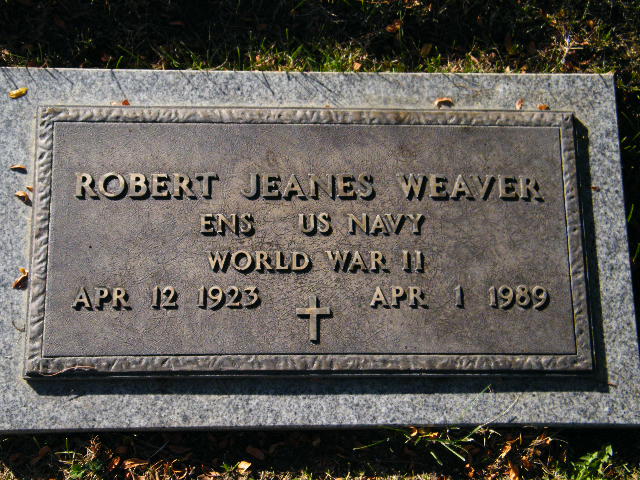 ROBERT JEANES WEAVER
ENS US NAVY
WORLD WAR II
APR 12 1923 APR 1 1989